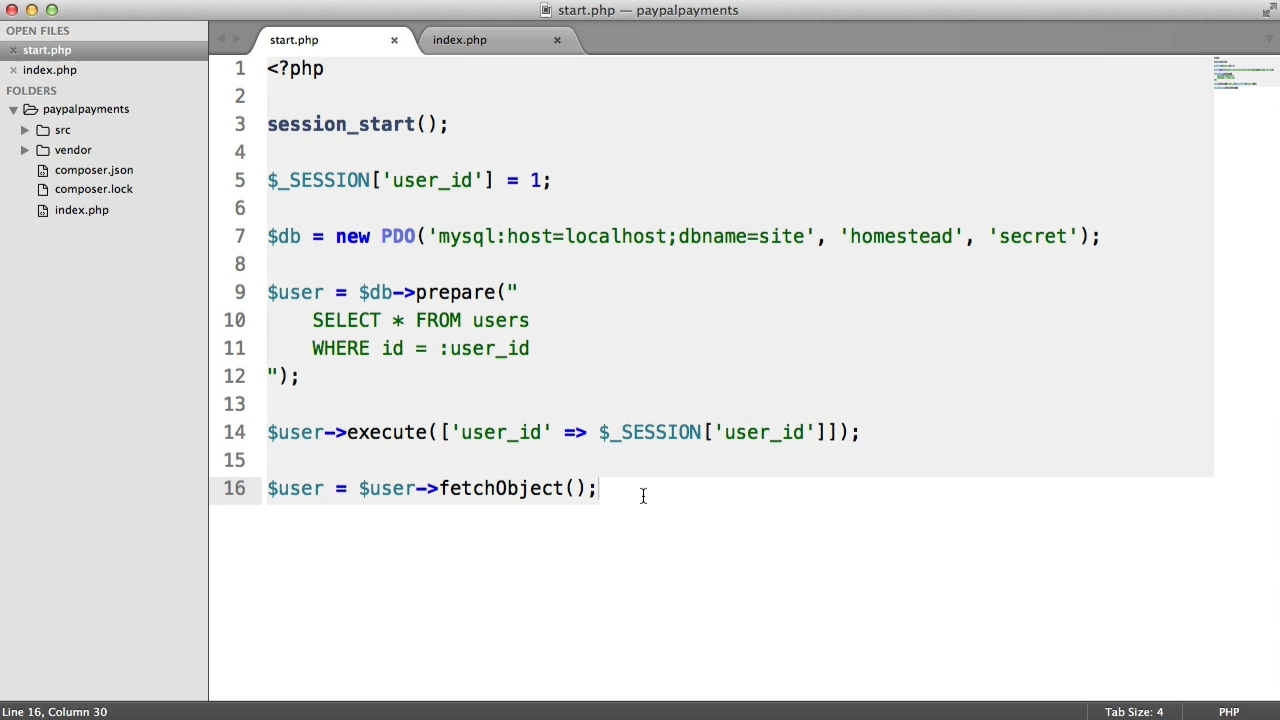 start.php — paypalpayments
OPEN FILES
× start.php
× index.php
FOLDERS
paypalpayments
src
vendor
composer.json
composer.lock
index.php
start.php ×
index.php ×
1 <?php
2
3 session_start();
4
5 $_SESSION['user_id'] = 1;
6
7 $db = new PDO('mysql:host=localhost;dbname=site', 'homestead', 'secret');
8
9 $user = $db->prepare("
10 SELECT * FROM users
11 WHERE id = :user_id
12 ");
13
14 $user->execute(['user_id' => $_SESSION['user_id']]);
15
16 $user = $user->fetchObject();
Line 16, Column 30
Tab Size: 4
PHP